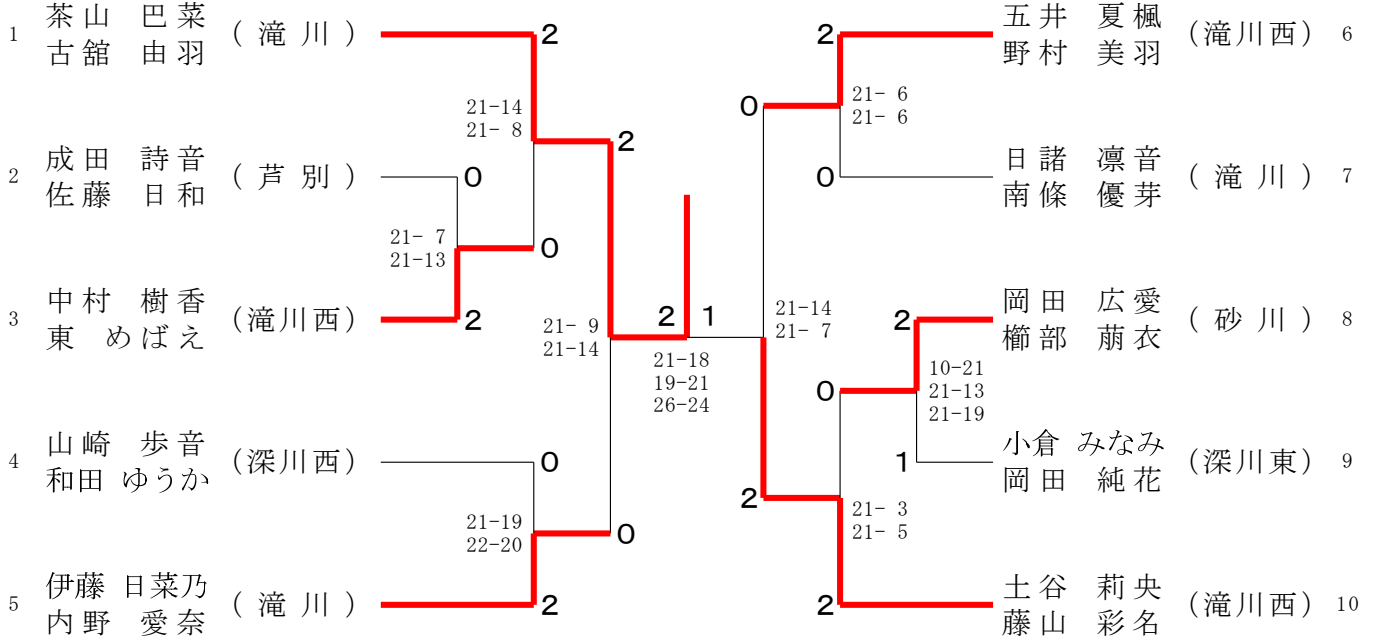 1 茶山 巴菜 (滝川)
古舘 由羽
2
21-14
21- 8
2
2 成田 詩音 (芦別)
佐藤 日和
0
21- 7
21-13
0
3 中村 樹香 (滝川西)
東 めばえ
2
21- 9
21-14
4 山崎 歩音 (深川西)
和田 ゆうか
0
21-19
22-20
0
5 伊藤 日菜乃 (滝川)
内野 愛奈
2
2 1
21-18
19-21
26-24
五井 夏楓 (滝川西) 6
野村 美羽
2
0
21- 6
21- 6
日諸 凛音 (滝川) 7
南條 優芽
0
21-14
21- 7
岡田 広愛 (砂川) 8
櫛部 萠衣
2
0
10-21
21-13
21-19
小倉 みなみ (深川東) 9
岡田 純花
1
2
21- 3
21- 5
土谷 莉央 (滝川西) 10
藤山 彩名
2